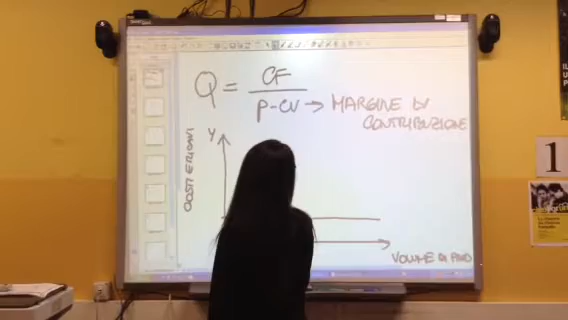 Q = CF
P-CV → MARGINE DI
CONTRIBUZIONE
Y
COSTI E RICAVI
VOLUME DI PROD
1